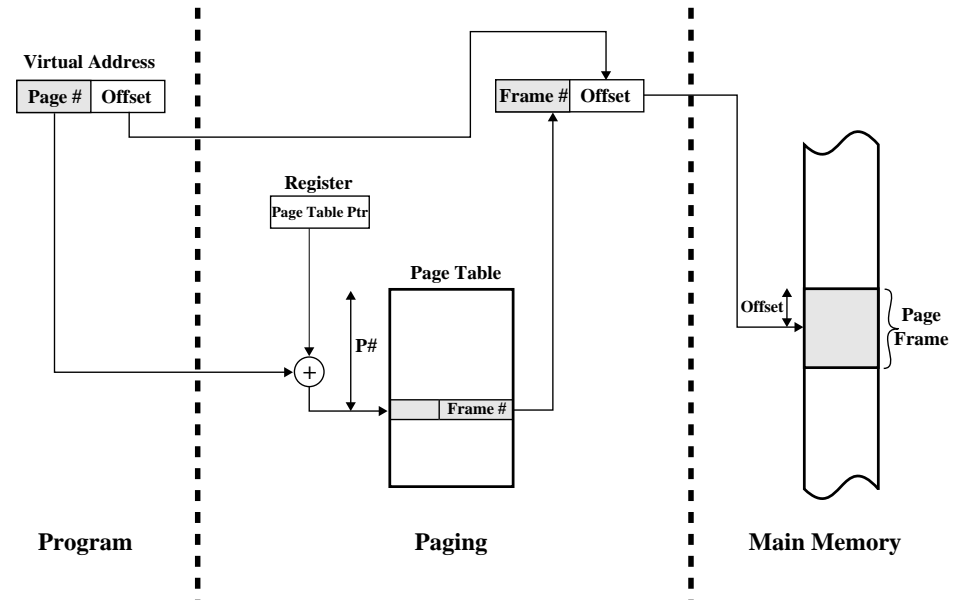 Virtual Address
Page # Offset
Frame # Offset
Register
Page Table Ptr
Page Table
Offset
Page
Frame
P#
+
Frame #
Program
Paging
Main Memory